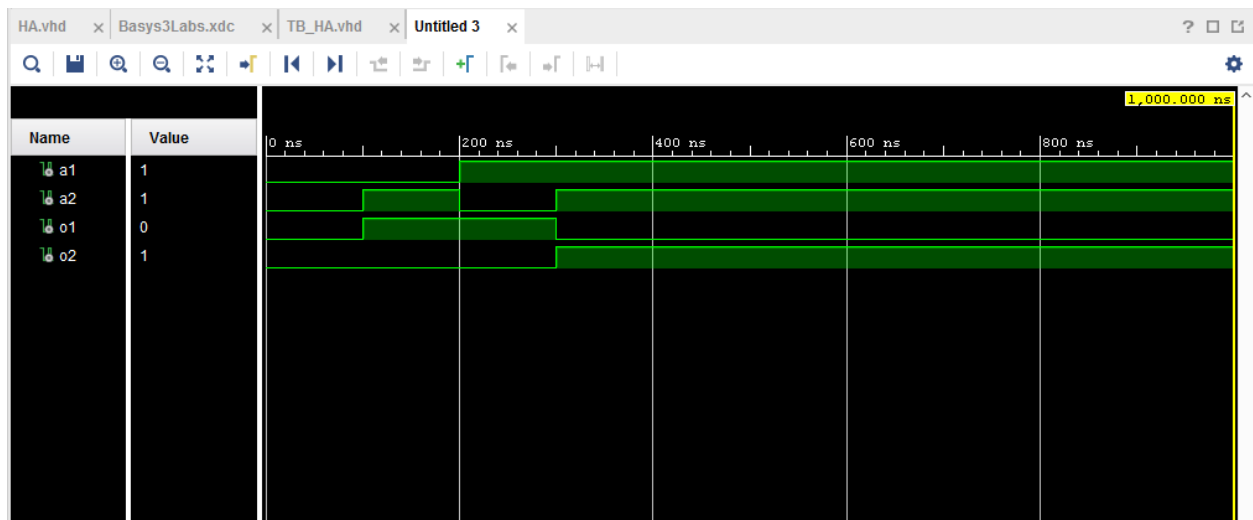 HA.vhd × Basys3Labs.xdc × TB_HA.vhd × Untitled 3 × ?
1,000.000 ns
Name Value 0 ns 200 ns 400 ns 600 ns 800 ns
a1 1
a2 1
o1 0
o2 1